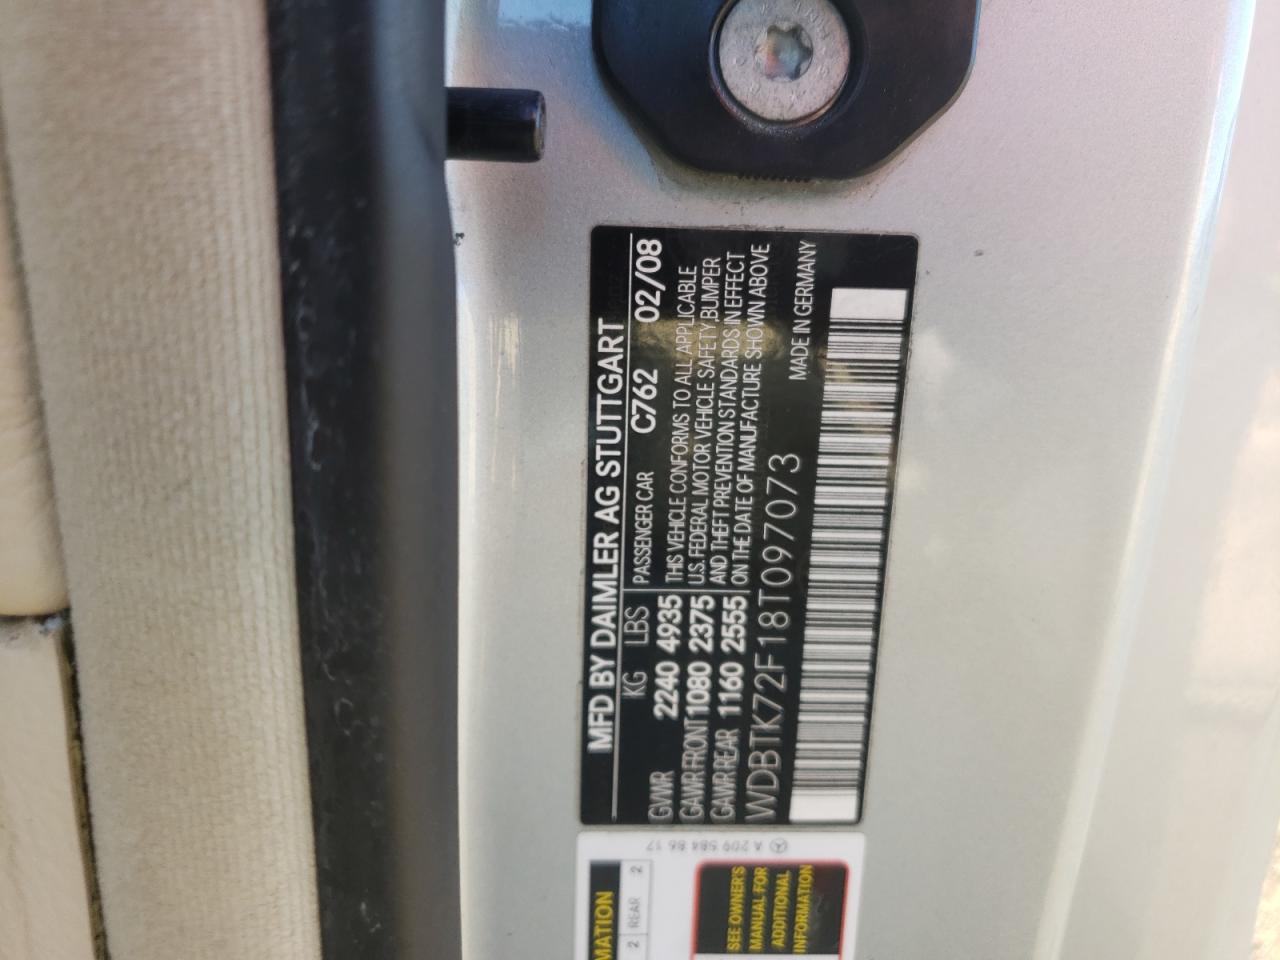 MFD BY DAIMLER AG STUTTGART
KG LBS PASSENGER CAR C762 02/08
GVWR 2240 4935 THIS VEHICLE CONFORMS TO ALL APPLICABLE
GAWR FRONT 1080 2375 U.S. FEDERAL MOTOR VEHICLE SAFETY,BUMPER
GAWR REAR 1160 2555 AND THEFT PREVENTION STANDARDS IN EFFECT
ON THE DATE OF MANUFACTURE SHOWN ABOVE
WDBTK72F18T097073
MADE IN GERMANY
A 209 584 86 17
MATION
2 REAR 2
SEE OWNER'S
MANUAL FOR
ADDITIONAL
INFORMATION